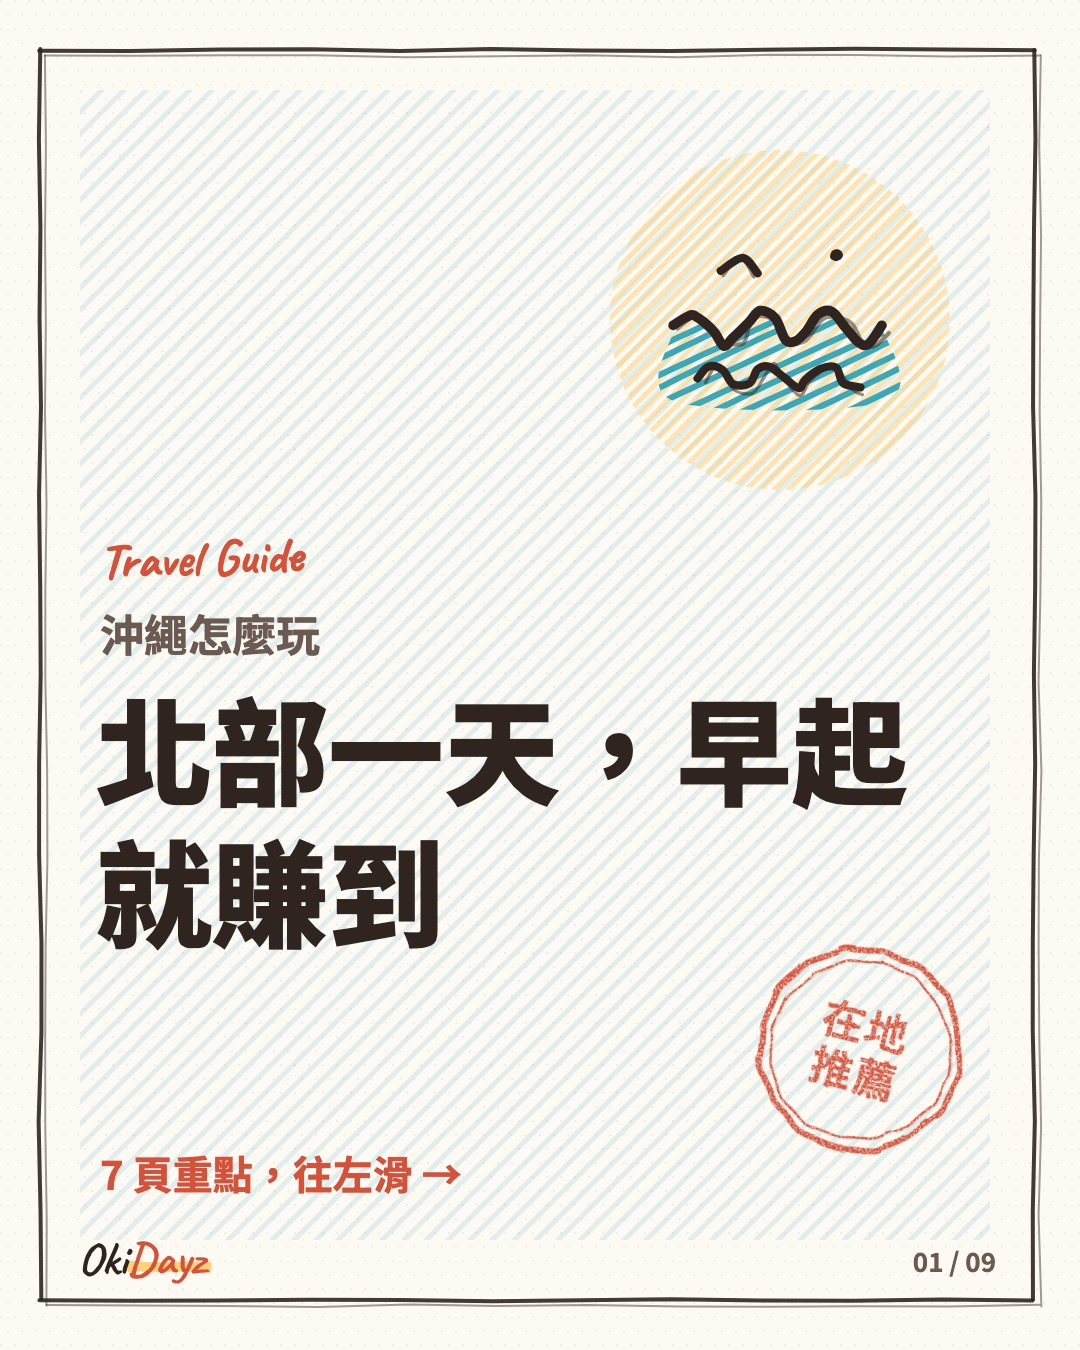 Travel Guide
沖繩怎麼玩
北部一天，早起
就賺到
在地
推薦
7 頁重點，往左滑 →
OkiDayz
01 / 09